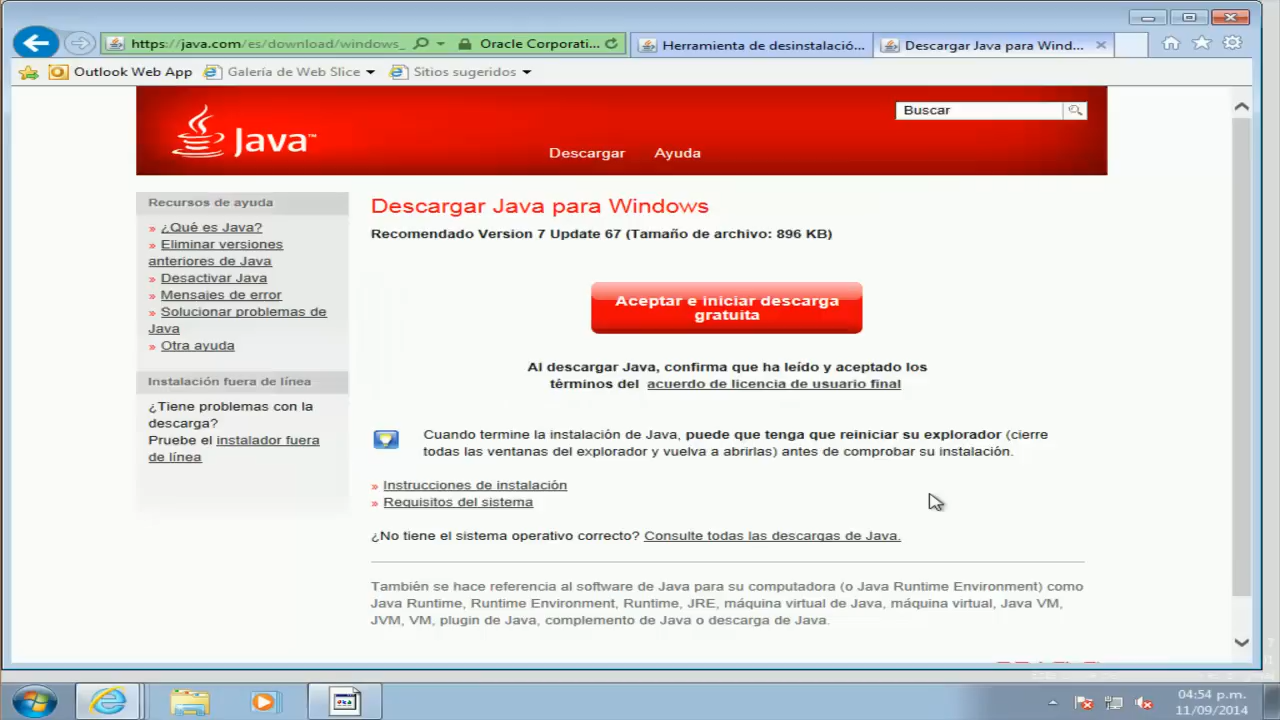 https://java.com/es/download/windows_
Oracle Corporati...
Herramienta de desinstalació...
Descargar Java para Wind...
Outlook Web App
Galería de Web Slice
Sitios sugeridos
Java™
Buscar
Descargar
Ayuda
Recursos de ayuda
» ¿Qué es Java?
» Eliminar versiones
anteriores de Java
» Desactivar Java
» Mensajes de error
» Solucionar problemas de
Java
» Otra ayuda
Instalación fuera de línea
¿Tiene problemas con la
descarga?
Pruebe el instalador fuera
de línea
Descargar Java para Windows
Recomendado Version 7 Update 67 (Tamaño de archivo: 896 KB)
Aceptar e iniciar descarga
gratuita
Al descargar Java, confirma que ha leído y aceptado los
términos del acuerdo de licencia de usuario final
Cuando termine la instalación de Java, puede que tenga que reiniciar su explorador (cierre
todas las ventanas del explorador y vuelva a abrirlas) antes de comprobar su instalación.
» Instrucciones de instalación
» Requisitos del sistema
¿No tiene el sistema operativo correcto? Consulte todas las descargas de Java.
También se hace referencia al software de Java para su computadora (o Java Runtime Environment) como
Java Runtime, Runtime Environment, Runtime, JRE, máquina virtual de Java, máquina virtual, Java VM,
JVM, VM, plugin de Java, complemento de Java o descarga de Java.
04:54 p.m.
11/09/2014